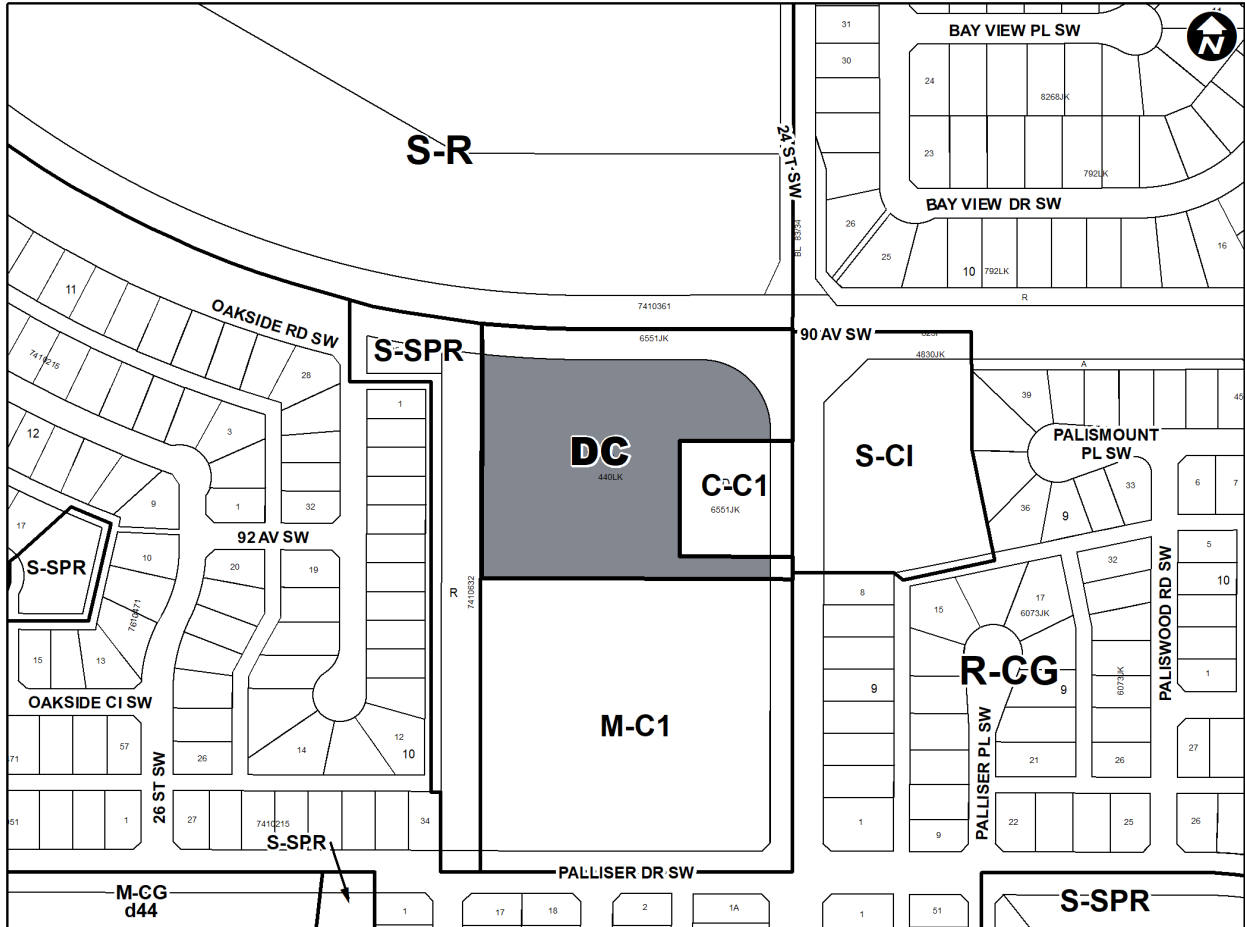 31
BAY VIEW PL SW
N
30
24
8268JK
S-R
24 ST SW
23
792LK
BAY VIEW DR SW
BL 83/34
26
25
10
792LK
16
11
R
7410361
OAKSIDE RD SW
6551JK
90 AV SW
S-SPR
4830JK
A
7410215
28
39
45
1
12
3
DC
PALISMOUNT
PL SW
S-CI
440LK
C-C1
6551JK
33
6
7
9
1
32
36
9
17
92 AV SW
S-SPR
10
20
19
R
7410632
5
32
10
8
15
17
6073JK
7610471
15
13
R-CG
9
9
6073JK
PALISWOOD RD SW
1
OAKSIDE CI SW
M-C1
57
12
10
14
26
27
71
26 ST SW
21
26
PALLISER PL SW
951
1
27
7410215
34
1
9
22
25
26
S-SPR
PALLISER DR SW
M-CG
d44
1
17
18
2
1A
1
51
S-SPR